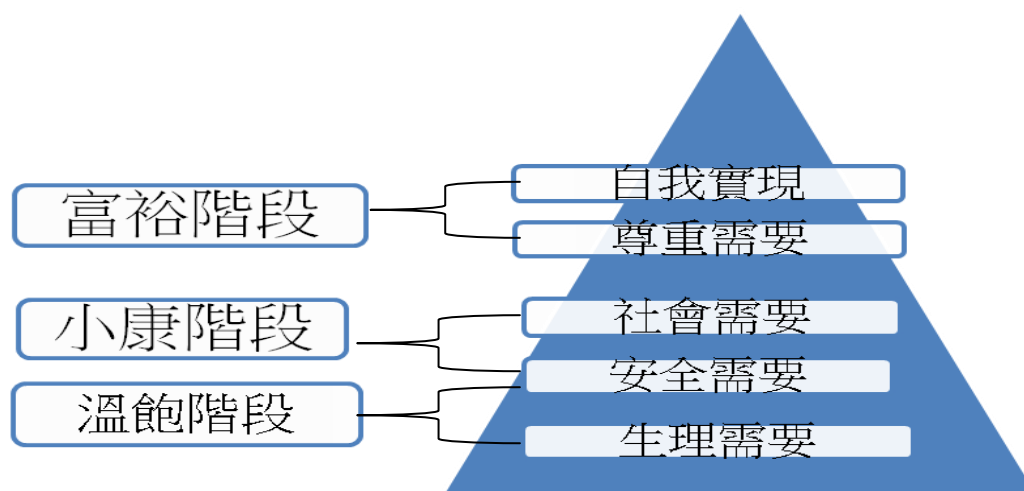 富裕階段
小康階段
溫飽階段
自我實現
尊重需要
社會需要
安全需要
生理需要